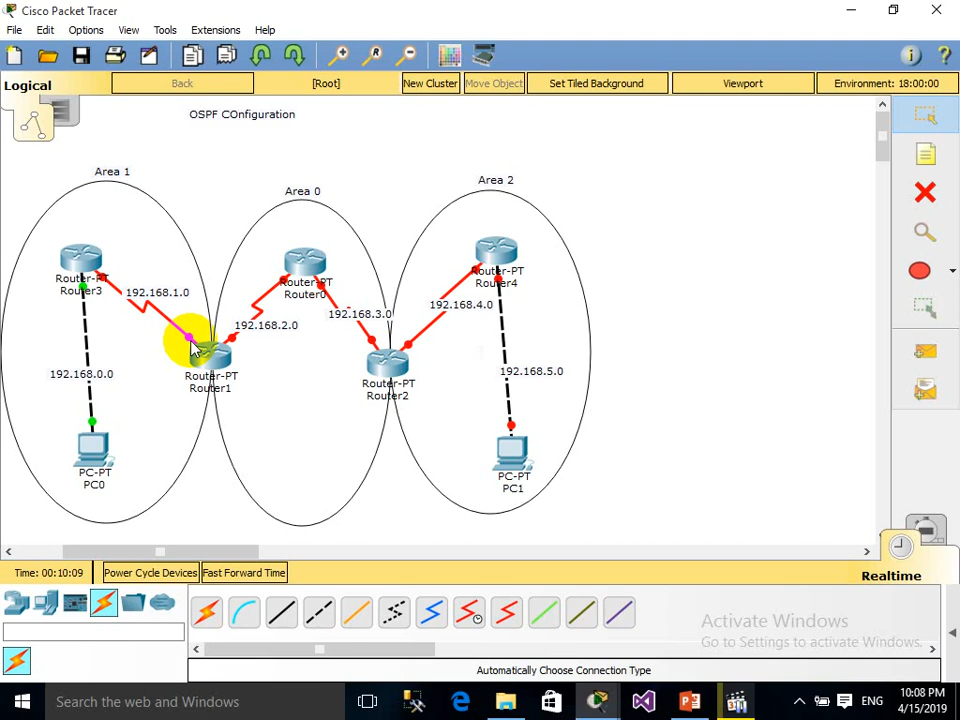 Cisco Packet Tracer
File Edit Options View Tools Extensions Help
Logical
Back
[Root]
New Cluster
Move Object
Set Tiled Background
Viewport
Environment: 18:00:00
OSPF COnfiguration
Area 1
Area 0
Area 2
Router-PT
Router3
192.168.1.0
Router-PT
Router0
Router-PT
Router4
192.168.2.0
192.168.3.0
192.168.4.0
192.168.0.0
Router-PT
Router1
Router-PT
Router2
192.168.5.0
PC-PT
PC0
PC-PT
PC1
Time: 00:10:09
Power Cycle Devices
Fast Forward Time
Realtime
Activate Windows
Go to Settings to activate Windows.
Automatically Choose Connection Type
Search the web and Windows
ENG
10:08 PM
4/15/2019